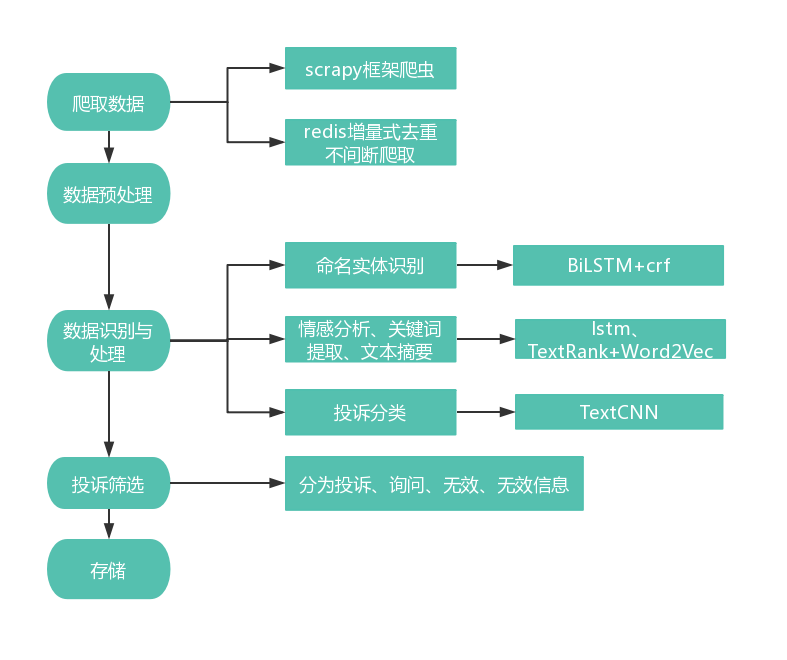 爬取数据
scrapy框架爬虫
redis增量式去重
不间断爬取
数据预处理
数据识别与
处理
命名实体识别
BiLSTM+crf
情感分析、关键词
提取、文本摘要
lstm、
TextRank+Word2Vec
投诉分类
TextCNN
投诉筛选
分为投诉、询问、无效、无效信息
存储